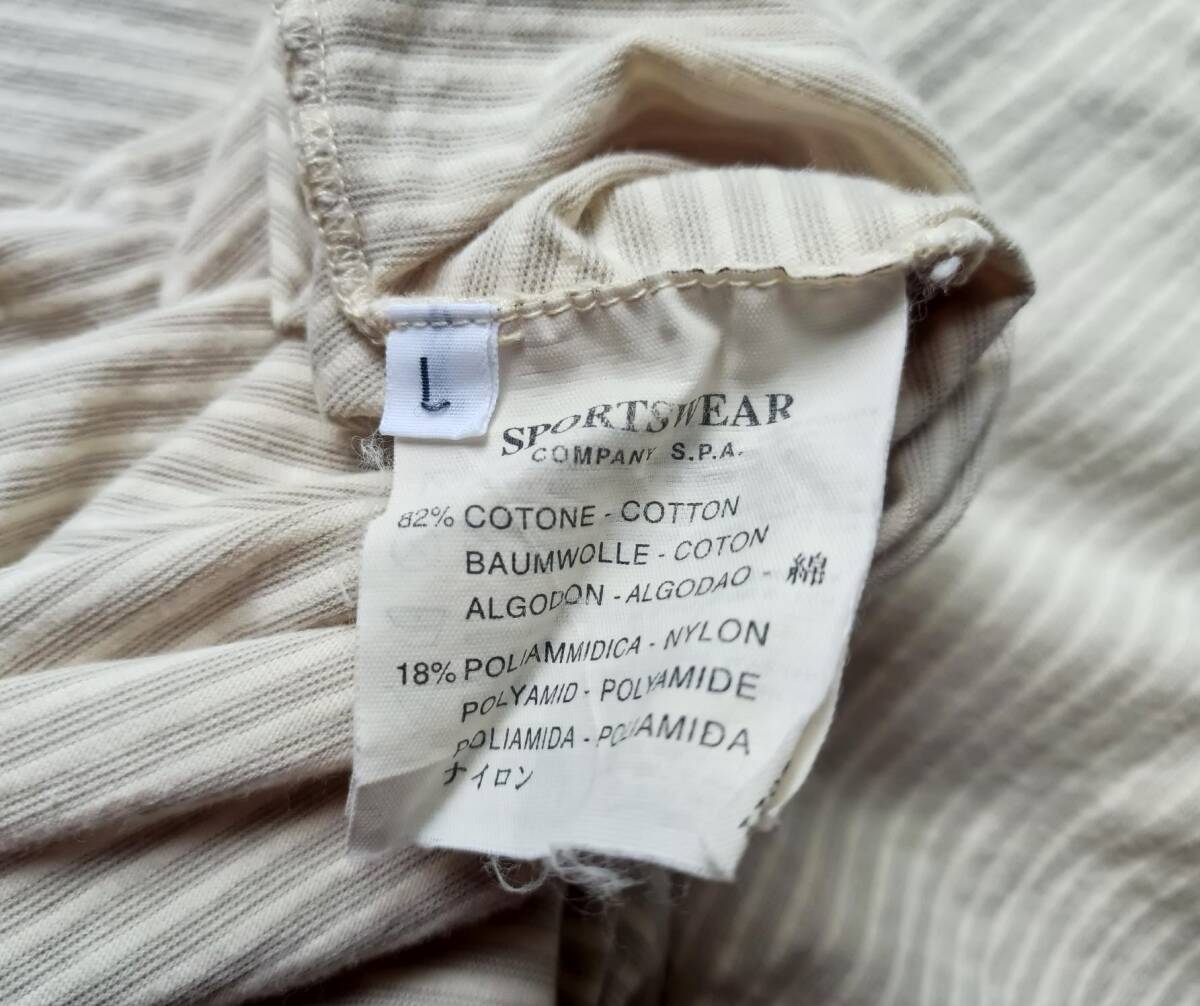 L
SPORTSWEAR
COMPANY S.P.A.
82% COTONE - COTTON
BAUMWOLLE - COTON
ALGODON - ALGODAO - 綿
18% POLIAMMIDICA - NYLON
POLYAMID - POLYAMIDE
POLIAMIDA - POLIAMIDA
ナイロン